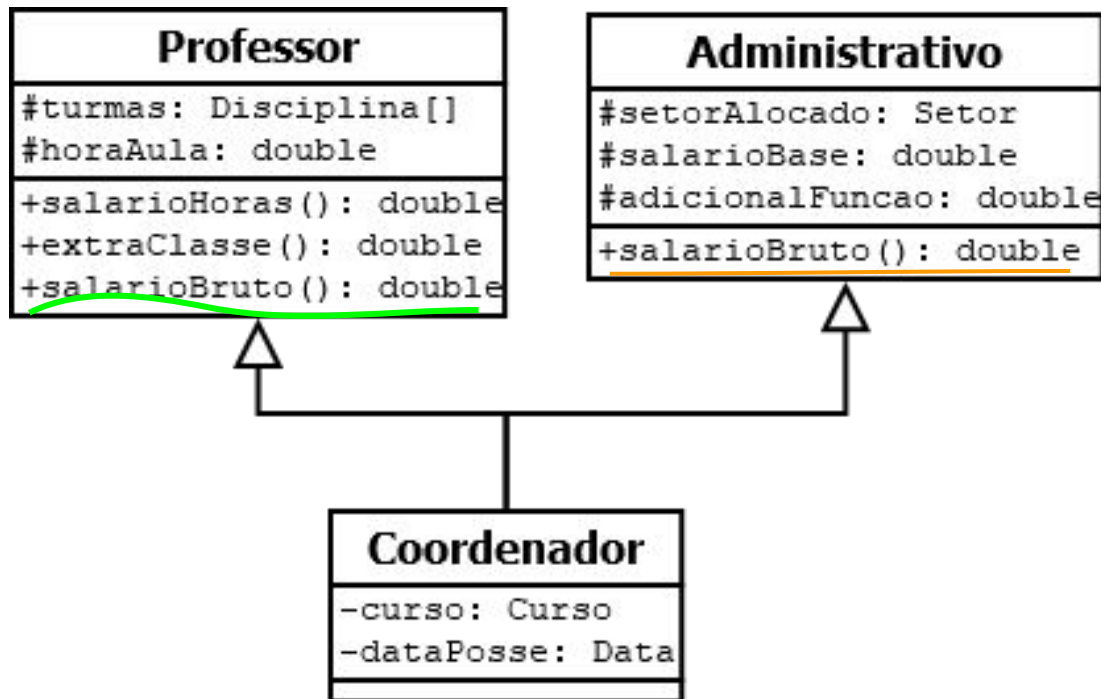 Professor
#turmas: Disciplina[]
#horaAula: double
+salarioHoras(): double
+extraClasse(): double
+salarioBruto(): double
Administrativo
#setorAlocado: Setor
#salarioBase: double
#adicionalFuncao: double
+salarioBruto(): double
Coordenador
-curso: Curso
-dataPosse: Data